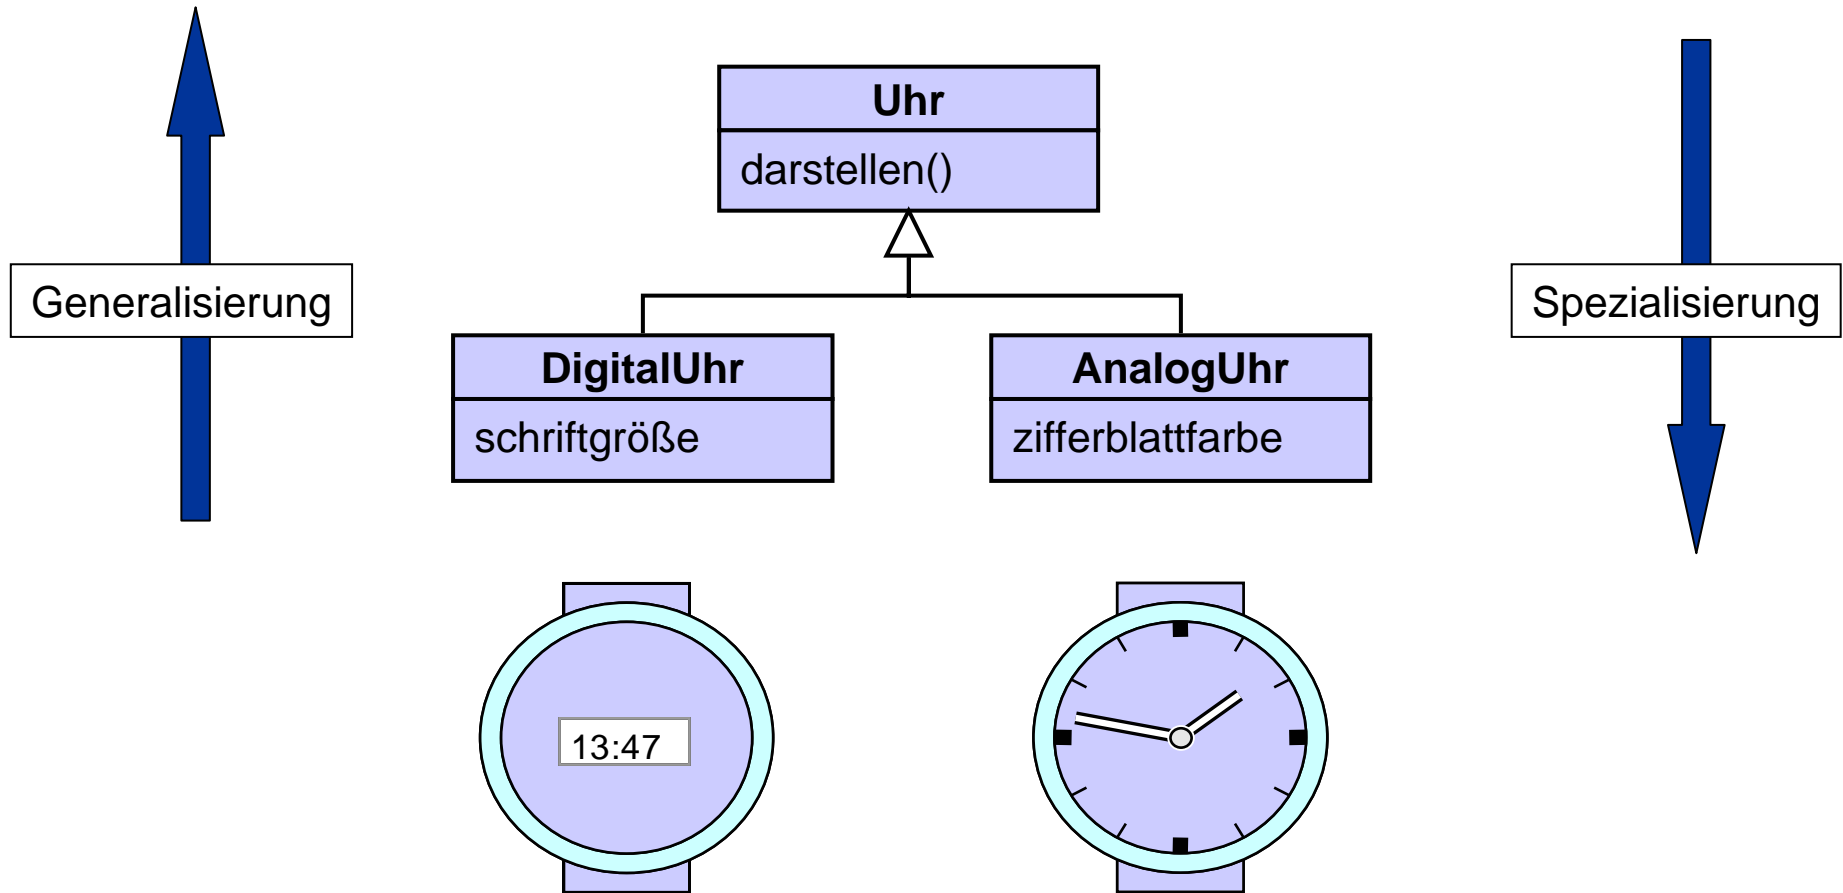 Uhr
darstellen()
Generalisierung
Spezialisierung
DigitalUhr
AnalogUhr
schriftgröße
zifferblattfarbe
13:47